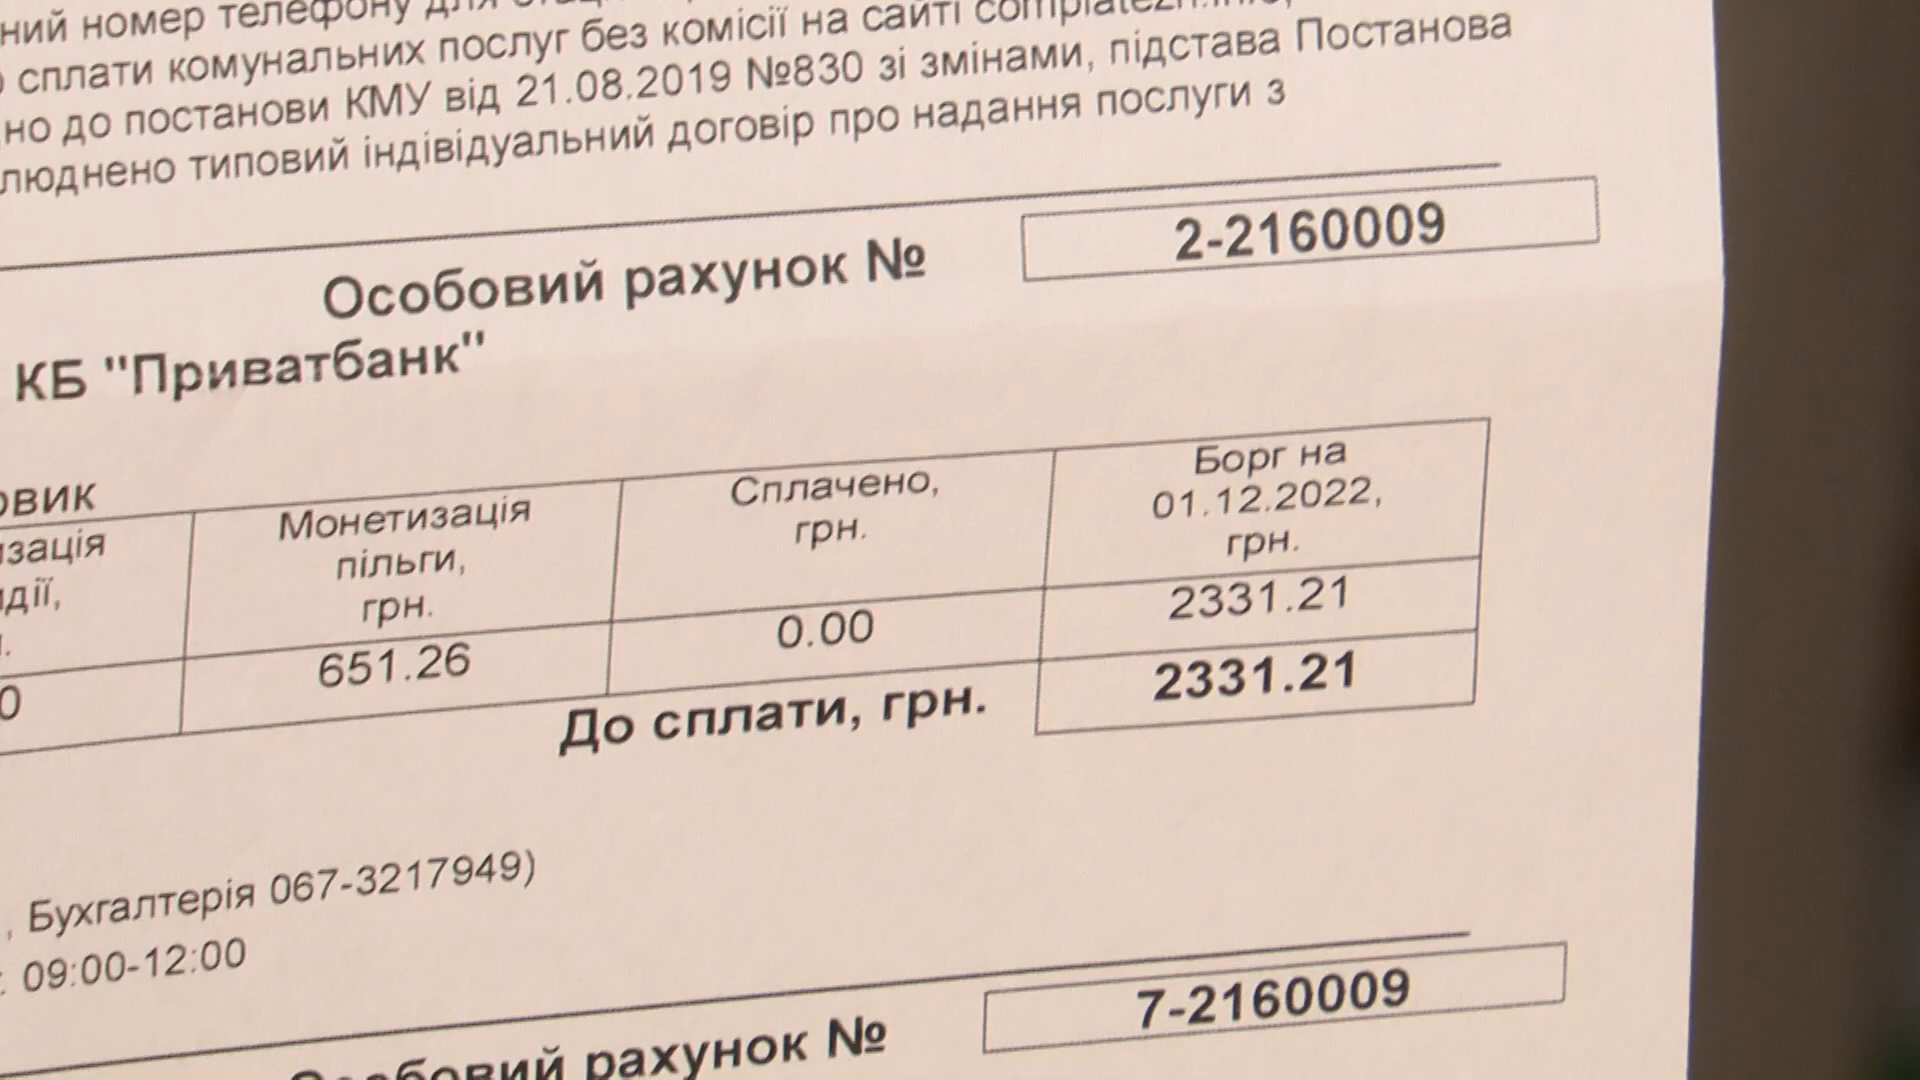 ний номер телефону для
сплати комунальних послуг без комісії на сайті
но до постанови КМУ від 21.08.2019 №830 зі змінами, підстава Постанова
люднено типовий індівідуальний договір про надання послуги з
Особовий рахунок № 2-2160009
КБ "Приватбанк"
овик
изація Монетизація Сплачено, Борг на
дії, пільги, грн. 01.12.2022,
грн. грн.
0 651.26 0.00 2331.21
До сплати, грн. 2331.21
, Бухгалтерія 067-3217949)
: 09:00-12:00
Особовий рахунок № 7-2160009